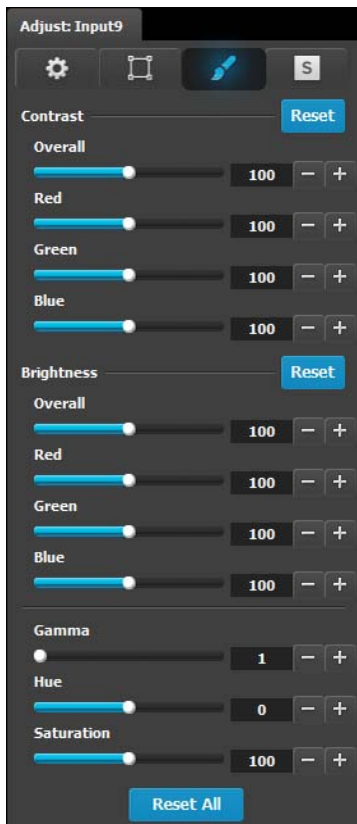 Adjust: Input9
S
Contrast Reset
Overall
100 − +
Red
100 − +
Green
100 − +
Blue
100 − +
Brightness Reset
Overall
100 − +
Red
100 − +
Green
100 − +
Blue
100 − +
Gamma
1 − +
Hue
0 − +
Saturation
100 − +
Reset All